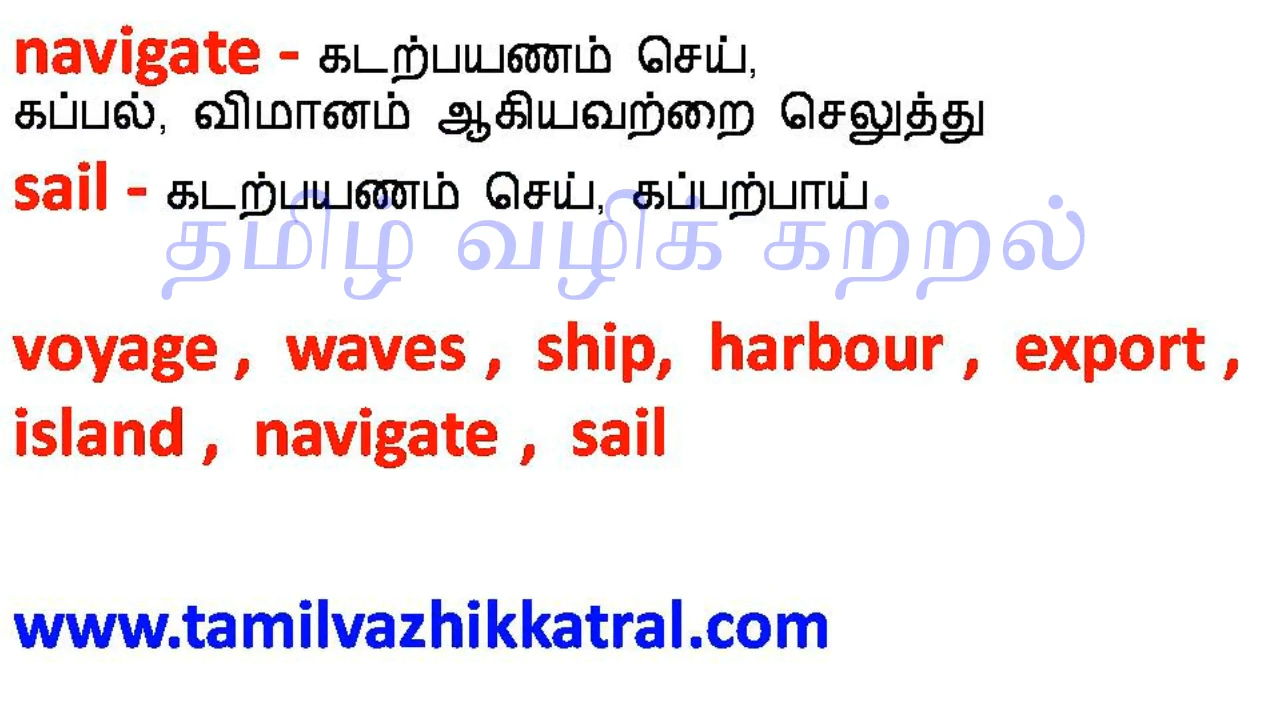 navigate - கடற்பயணம் செய்,
கப்பல், விமானம் ஆகியவற்றை செலுத்து
sail - கடற்பயணம் செய், கப்பற்பாய்
தமிழ் வழிக் கற்றல்
voyage , waves , ship, harbour , export ,
island , navigate , sail
www.tamilvazhikkatral.com